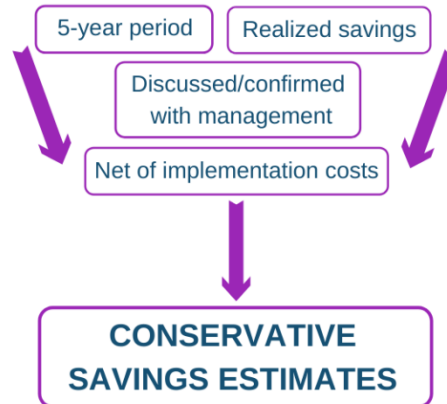 5-year period
Realized savings
Discussed/confirmed
with management
Net of implementation costs
CONSERVATIVE
SAVINGS ESTIMATES